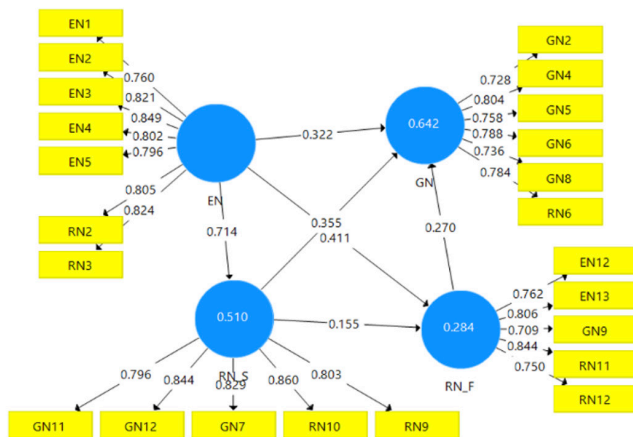 EN1
EN2
EN3
EN4
EN5
RN2
RN3
0.760
0.821
0.849
0.802
0.796
0.805
0.824
EN
0.322
0.714
0.355
0.411
0.642
GN
0.728
0.804
0.758
0.788
0.736
0.784
GN2
GN4
GN5
GN6
GN8
RN6
0.270
0.510
RN_S
0.155
0.284
RN_F
0.762
0.806
0.709
0.844
0.750
EN12
EN13
GN9
RN11
RN12
0.796
0.844
0.829
0.860
0.803
GN11
GN12
GN7
RN10
RN9